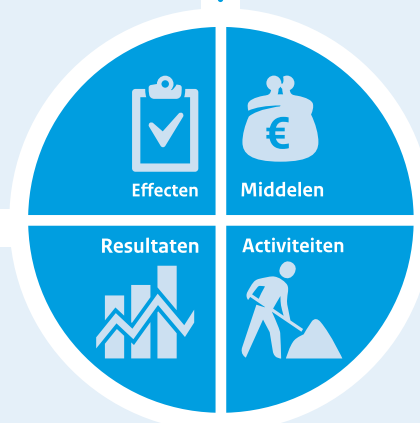 Effecten
€
Middelen
Resultaten
Activiteiten